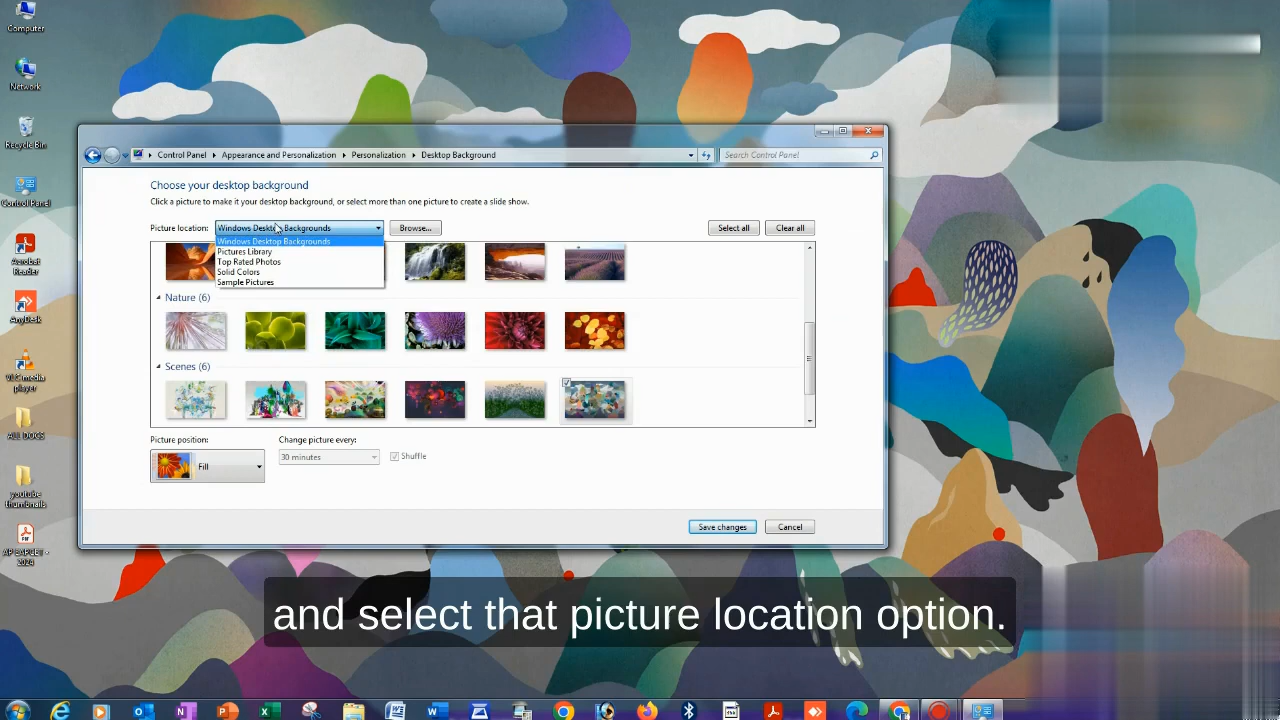 Computer
Network
Recycle Bin
Control Panel
Acrobat
Reader
AnyDesk
VLC media
player
ALL DOCS
youtube
thumbnails
AP EAPCET -
2024
Control Panel
Appearance and Personalization
Personalization
Desktop Background
Search Control Panel
Choose your desktop background
Click a picture to make it your desktop background, or select more than one picture to create a slide show.
Picture location: Windows Desktop Backgrounds Browse... Select all Clear all
Windows Desktop Backgrounds
Pictures Library
Top Rated Photos
Solid Colors
Sample Pictures
Nature (6)
Scenes (6)
Picture position: Change picture every:
Fill 30 minutes Shuffle
Save changes Cancel
and select that picture location option.